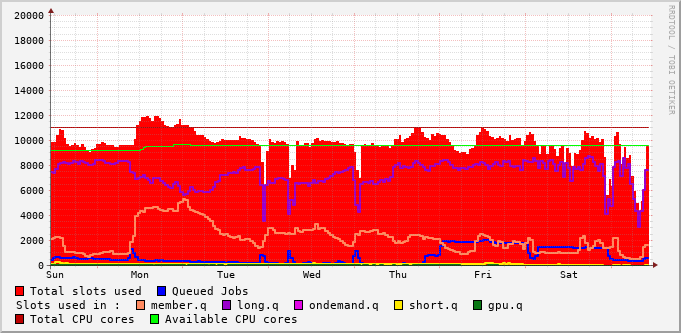 RRDTOOL / TOBI OETIKER
20000
18000
16000
14000
12000
10000
8000
6000
4000
2000
0
Sun Mon Tue Wed Thu Fri Sat
Total slots used Queued Jobs
Slots used in : member.q long.q ondemand.q short.q gpu.q
Total CPU cores Available CPU cores